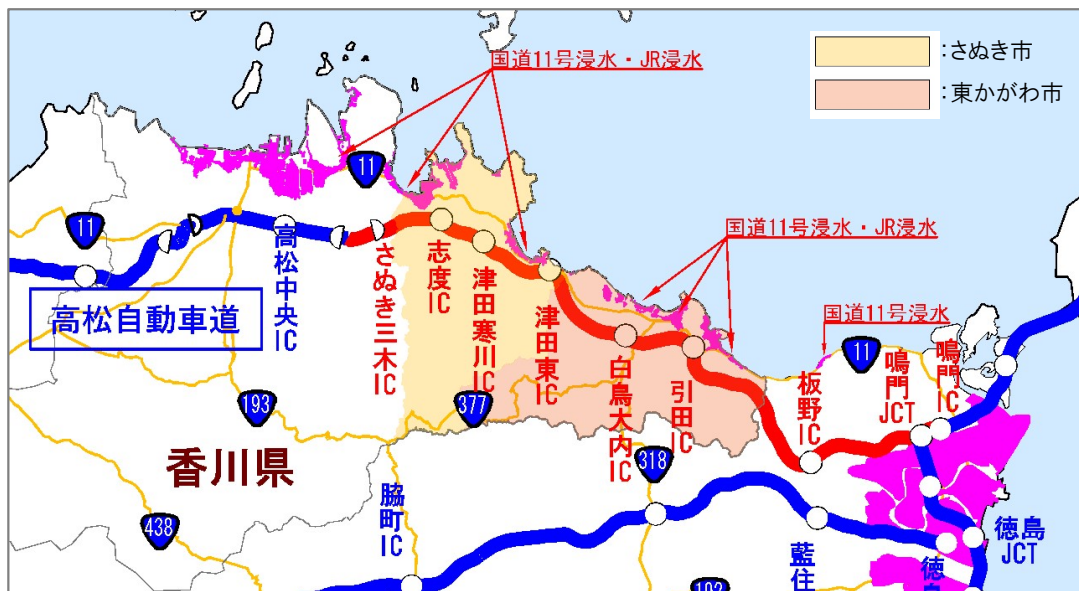 国道11号浸水・JR浸水
:さぬき市
:東かがわ市
11
11
国道11号浸水・JR浸水
国道11号浸水
11
高松自動車道
高松中央IC
さぬき三木IC
志度IC
津田寒川IC
津田東IC
白鳥大内IC
引田IC
板野IC
鳴門JCT
鳴門IC
193
377
318
香川県
438
脇町IC
藍住
徳島JCT
徳島
192